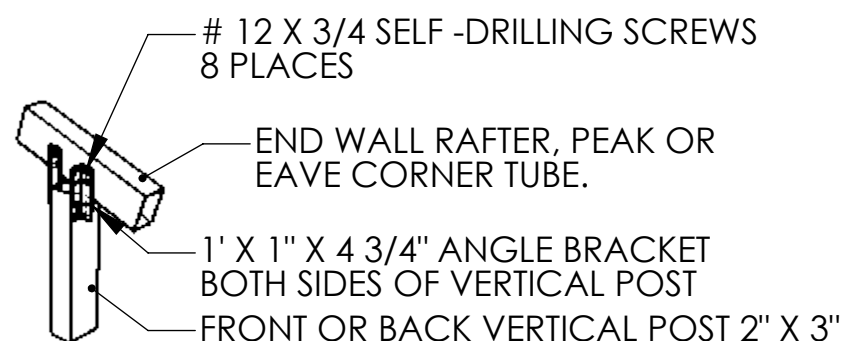 # 12 X 3/4 SELF -DRILLING SCREWS
8 PLACES
END WALL RAFTER, PEAK OR
EAVE CORNER TUBE.
1' X 1" X 4 3/4" ANGLE BRACKET
BOTH SIDES OF VERTICAL POST
FRONT OR BACK VERTICAL POST 2" X 3"